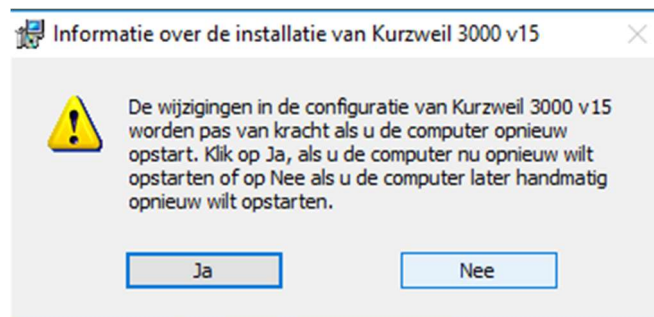 Informatie over de installatie van Kurzweil 3000 v15
De wijzigingen in de configuratie van Kurzweil 3000 v15
worden pas van kracht als u de computer opnieuw
opstart. Klik op Ja, als u de computer nu opnieuw wilt
opstarten of op Nee als u de computer later handmatig
opnieuw wilt opstarten.
Ja
Nee